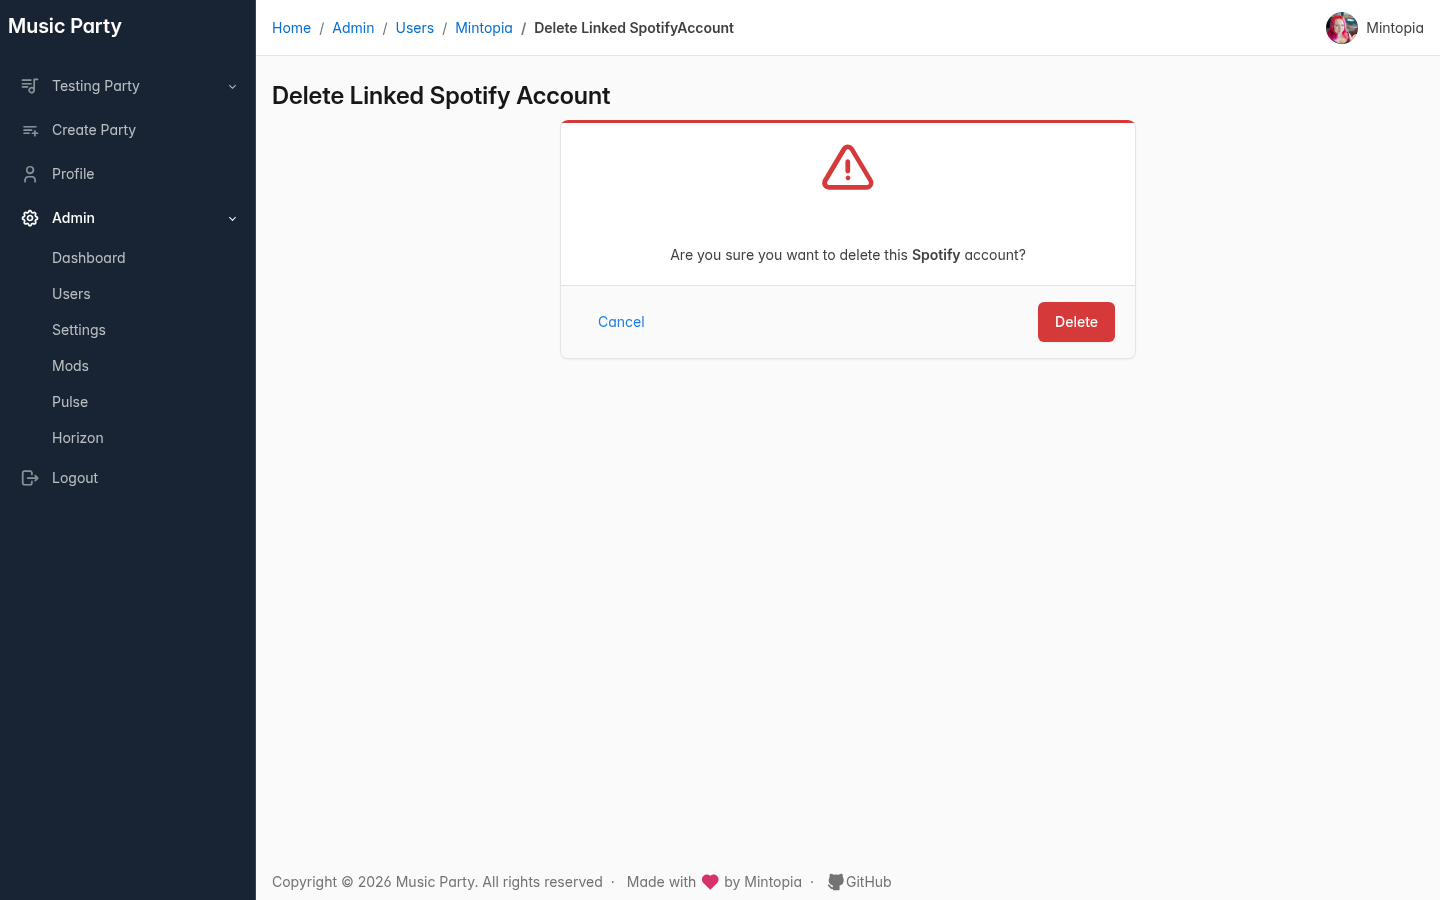 Music Party
Testing Party
Create Party
Profile
Admin
Dashboard
Users
Settings
Mods
Pulse
Horizon
Logout
Home / Admin / Users / Mintopia / Delete Linked SpotifyAccount
Mintopia
Delete Linked Spotify Account
Are you sure you want to delete this Spotify account?
Cancel
Delete
Copyright © 2026 Music Party. All rights reserved · Made with by Mintopia · GitHub